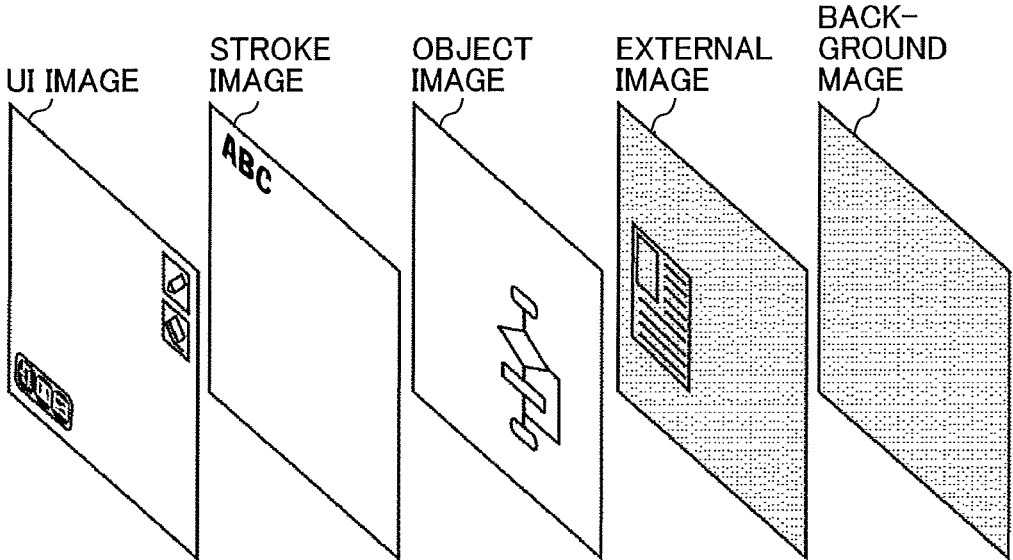 UI IMAGE
STROKE
IMAGE
OBJECT
IMAGE
EXTERNAL
IMAGE
BACK-
GROUND
MAGE
ABC